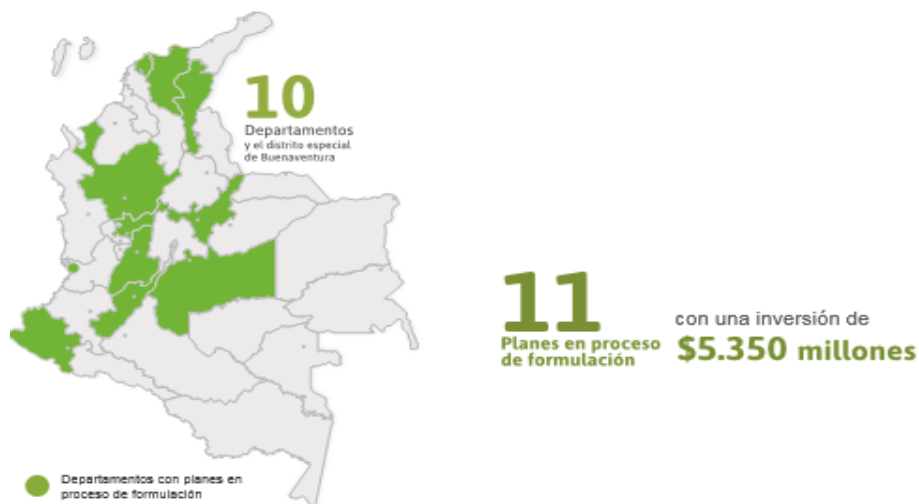 10
Departamentos
y el distrito especial
de Buenaventura
11
Planes en proceso
de formulación
con una inversión de
$5.350 millones
Departamentos con planes en
proceso de formulación